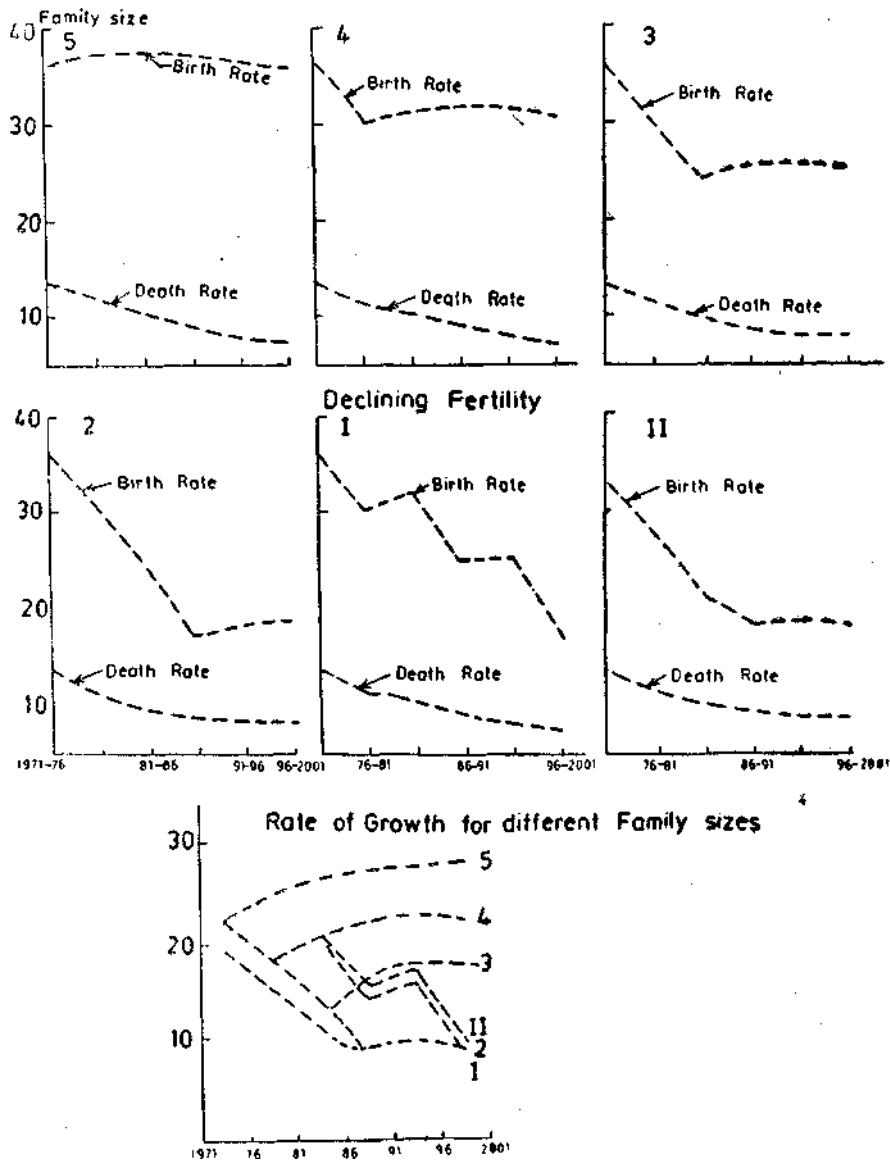 Family size
40 5 4 3
Birth Rate Birth Rate Birth Rate
30
20
Death Rate Death Rate Death Rate
10
Declining Fertility
40 2 I II
Birth Rate Birth Rate Birth Rate
30
20
Death Rate Death Rate Death Rate
10
1971-76 81-86 91-96 96-2001 76-81 86-91 96-2001 76-81 86-91 96-2001
Rate of Growth for different Family sizes
30
5
4
20
3
10
II
2
1
1971 76 81 86 91 96 2001